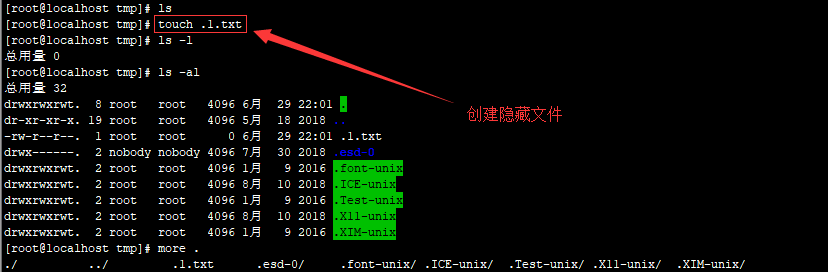 [root@localhost tmp]# ls
[root@localhost tmp]# touch .1.txt
[root@localhost tmp]# ls -l
总用量 0
[root@localhost tmp]# ls -al
总用量 32
drwxrwxrwt.  8 root   root   4096 6月   29 22:01 .
dr-xr-xr-x. 19 root   root   4096 5月   18 2018 ..
-rw-r--r--.  1 root   root      0 6月   29 22:01 .1.txt
drwx------.  2 nobody nobody 4096 7月   30 2018 .esd-0
drwxrwxrwt.  2 root   root   4096 1月    9 2016 .font-unix
drwxrwxrwt.  2 root   root   4096 8月   10 2018 .ICE-unix
drwxrwxrwt.  2 root   root   4096 1月    9 2016 .Test-unix
drwxrwxrwt.  2 root   root   4096 8月   10 2018 .X11-unix
drwxrwxrwt.  2 root   root   4096 1月    9 2016 .XIM-unix
创建隐藏文件
[root@localhost tmp]# more .
./          ../         .1.txt      .esd-0/     .font-unix/ .ICE-unix/  .Test-unix/ .X11-unix/  .XIM-unix/